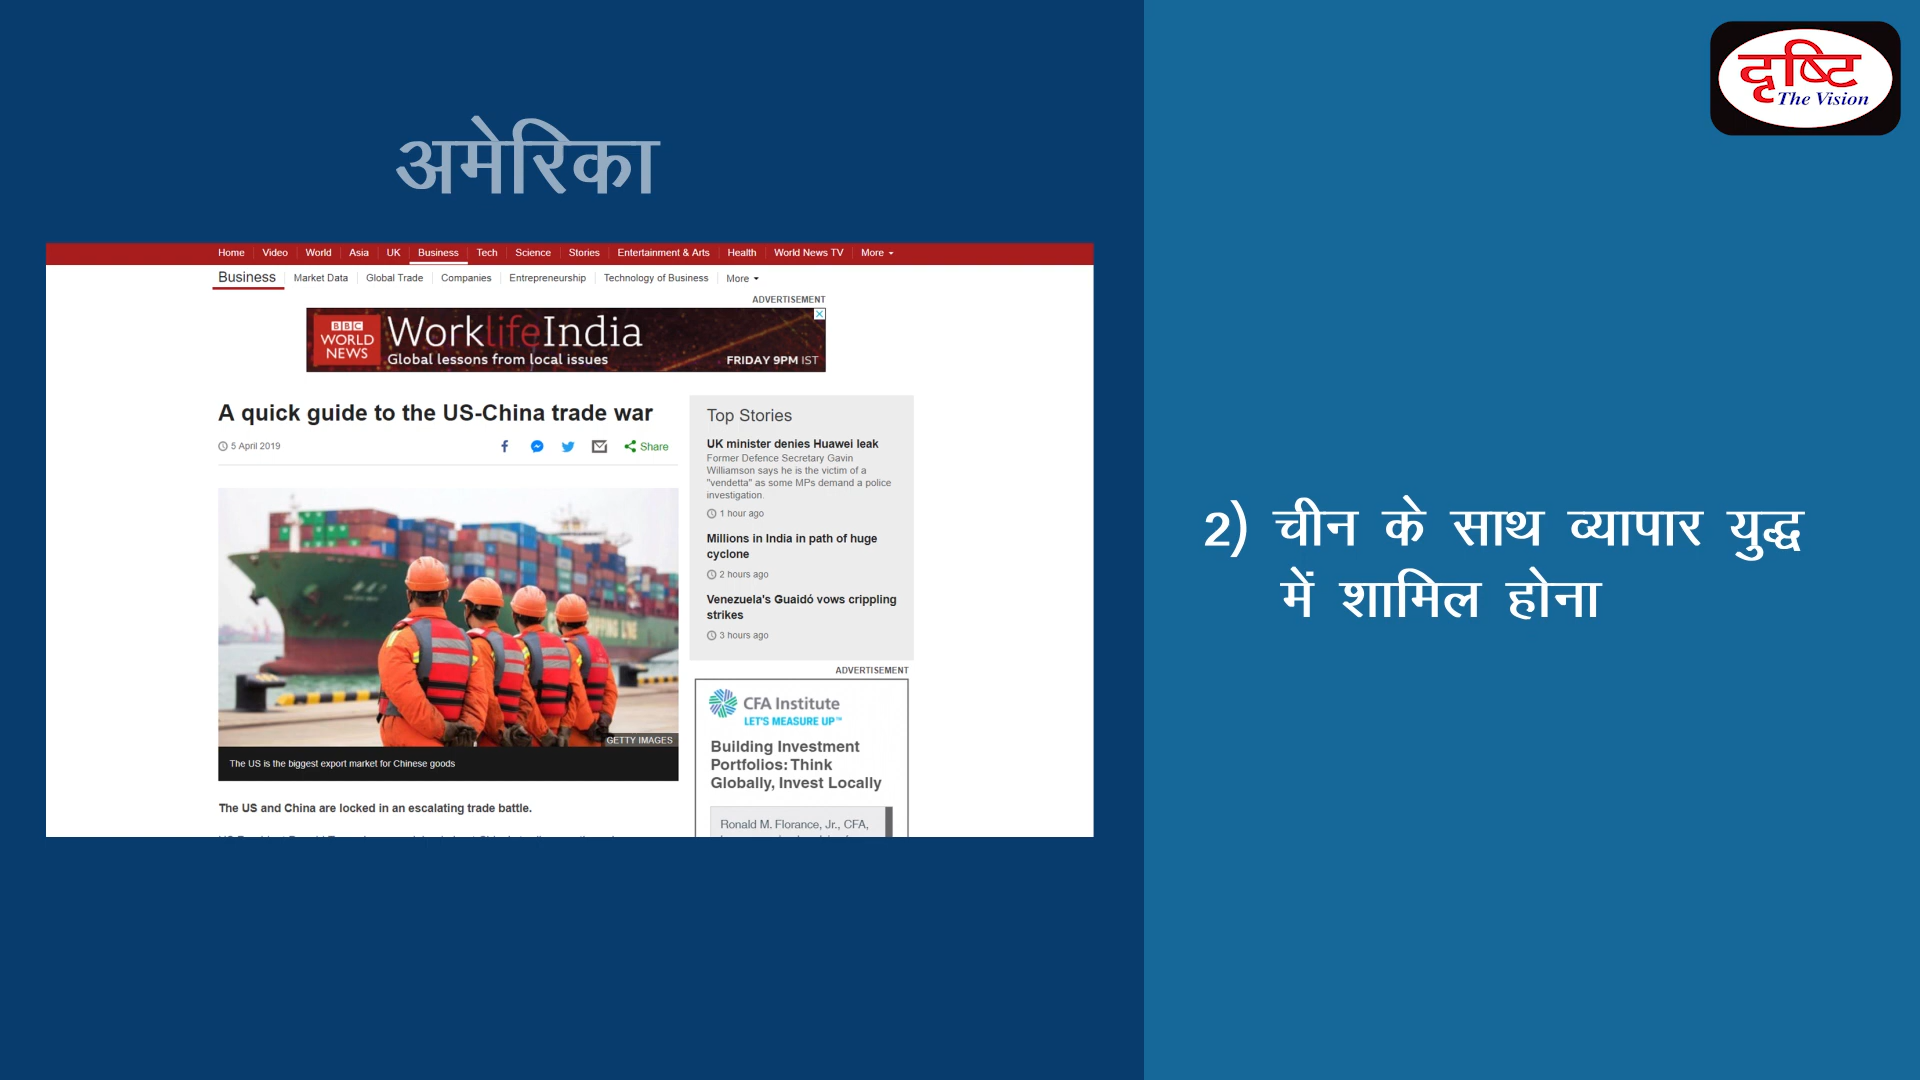 दृष्टि
The Vision
अमेरिका
Home Video World Asia UK Business Tech Science Stories Entertainment & Arts Health World News TV More
Business Market Data Global Trade Companies Entrepreneurship Technology of Business More
ADVERTISEMENT
BBC
WORLD
NEWS
WorklifeIndia
Global lessons from local issues
FRIDAY 9PM IST
A quick guide to the US-China trade war
5 April 2019
Share
GETTY IMAGES
The US is the biggest export market for Chinese goods
The US and China are locked in an escalating trade battle.
Top Stories
UK minister denies Huawei leak
Former Defence Secretary Gavin
Williamson says he is the victim of a
"vendetta" as some MPs demand a police
investigation.
1 hour ago
Millions in India in path of huge
cyclone
2 hours ago
Venezuela's Guaidó vows crippling
strikes
3 hours ago
ADVERTISEMENT
CFA Institute
LET'S MEASURE UP™
Building Investment
Portfolios: Think
Globally, Invest Locally
Ronald M. Florance, Jr., CFA,
2) चीन के साथ व्यापार युद्ध
में शामिल होना